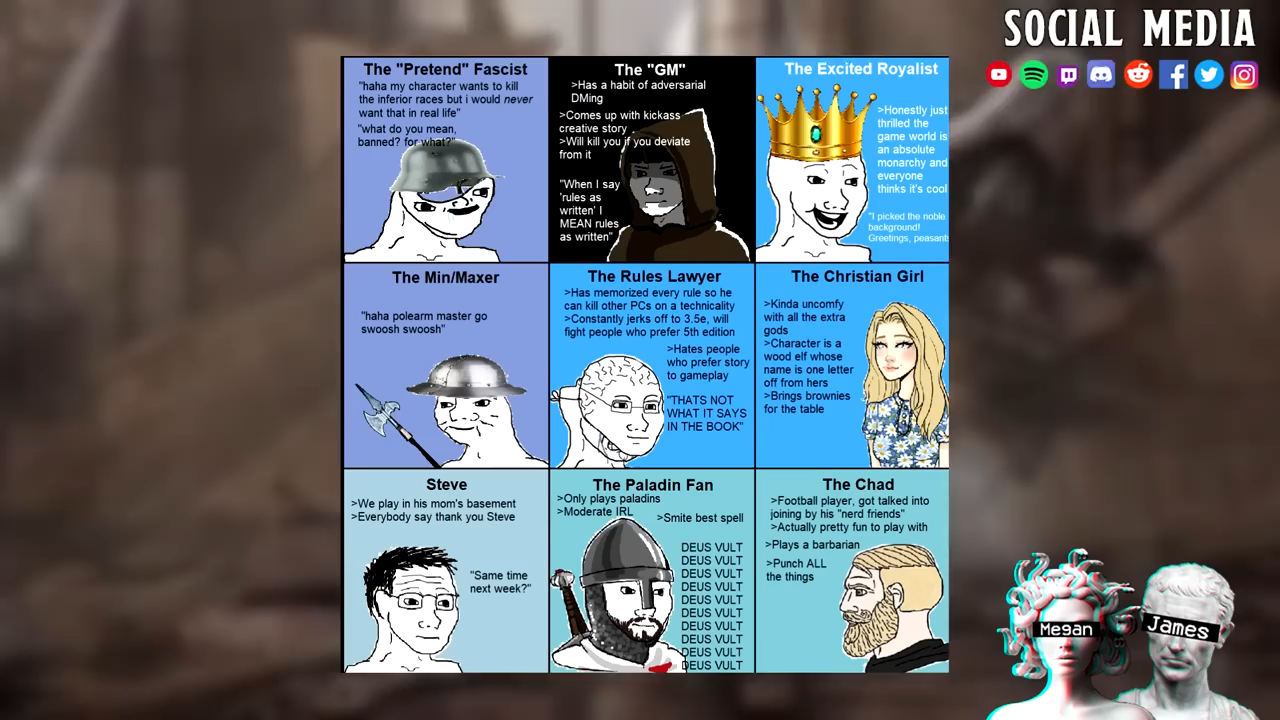 SOCIAL MEDIA
The "Pretend" Fascist
"haha my character wants to kill
the inferior races but i would never
want that in real life"
"what do you mean,
banned? for what?"
The "GM"
>Has a habit of adversarial
DMing
>Comes up with kickass
creative story
>Will kill you if you deviate
from it
"When I say
'rules as
written' I
MEAN rules
as written"
The Excited Royalist
>Honestly just
thrilled the
game world is
an absolute
monarchy and
everyone
thinks it's cool
"I picked the noble
background!
Greetings, peasants
The Min/Maxer
"haha polearm master go
swoosh swoosh"
The Rules Lawyer
>Has memorized every rule so he
can kill other PCs on a technicality
>Constantly jerks off to 3.5e, will
fight people who prefer 5th edition
>Hates people
who prefer story
to gameplay
"THATS NOT
WHAT IT SAYS
IN THE BOOK"
The Christian Girl
>Kinda uncomfy
with all the extra
gods
>Character is a
wood elf whose
name is one letter
off from hers
>Brings brownies
for the table
Steve
>We play in his mom's basement
>Everybody say thank you Steve
"Same time
next week?"
The Paladin Fan
>Only plays paladins
>Moderate IRL
>Smite best spell
DEUS VULT
DEUS VULT
DEUS VULT
DEUS VULT
DEUS VULT
DEUS VULT
DEUS VULT
DEUS VULT
DEUS VULT
DEUS VULT
The Chad
>Football player, got talked into
joining by his "nerd friends"
>Actually pretty fun to play with
>Plays a barbarian
>Punch ALL
the things
Megan
James